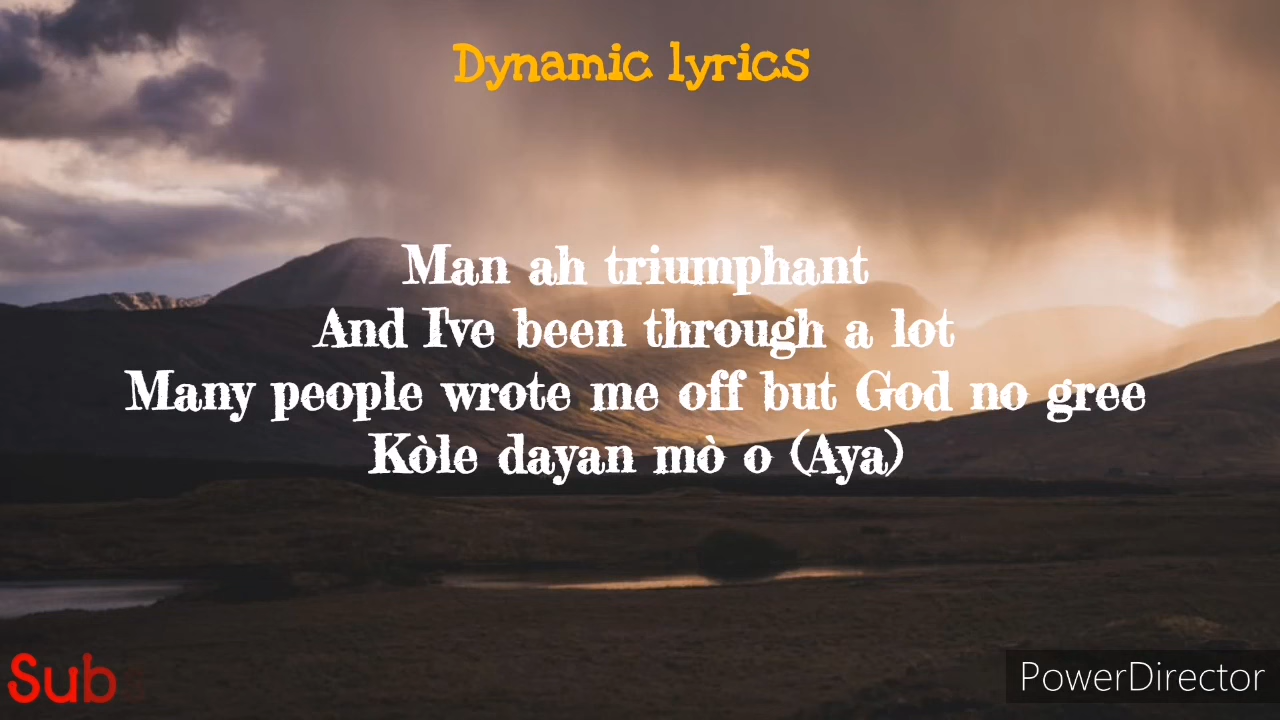 Dynamic lyrics
Man ah triumphant
And I've been through a lot
Many people wrote me off but God no gree
Kòle dayan mò o (Aya)
Sub
PowerDirector